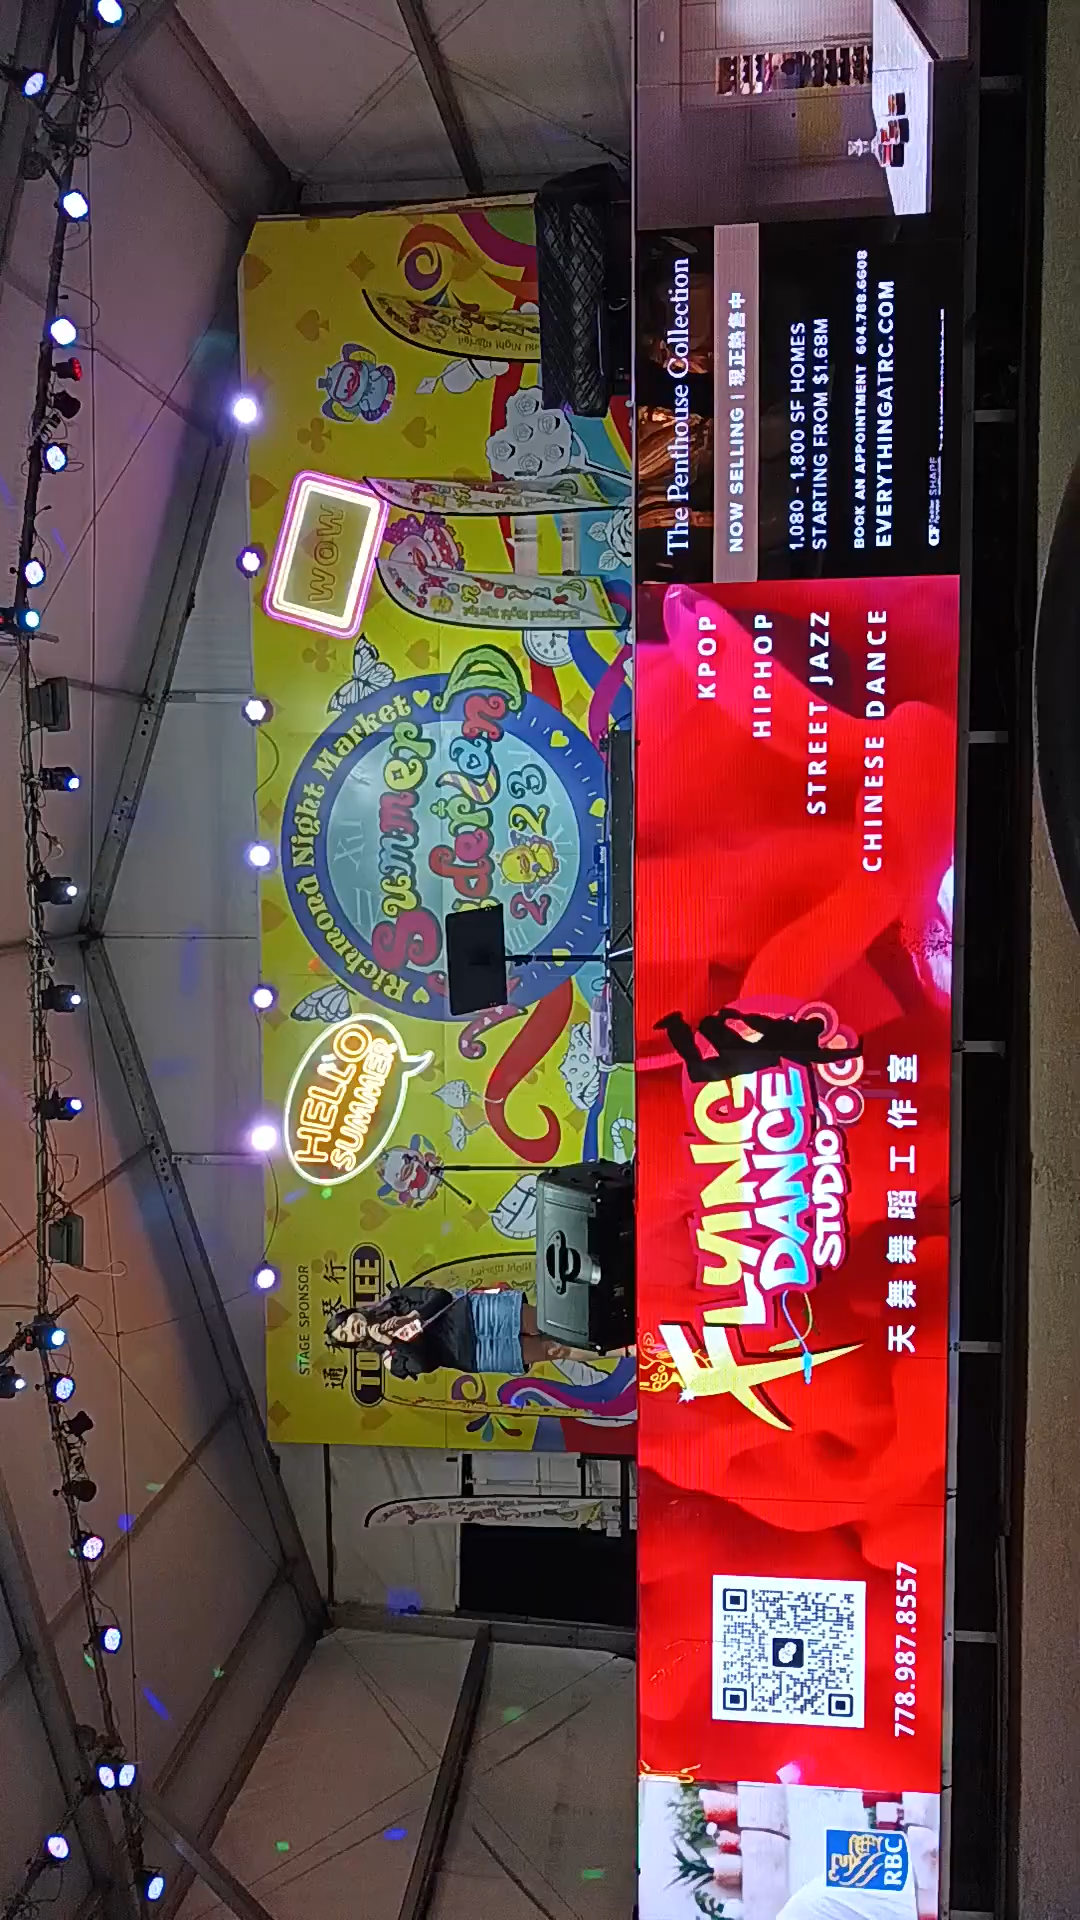 STAGE SPONSOR
通利琴行
TOM LEE
HELLO
SUMMER
Richmond Night Market
Summer
WonderlanD
2023
WOW
RBC
778.987.8557
FLYING
DANCE
STUDIO
天舞舞蹈工作室
KPOP
HIPHOP
STREET JAZZ
CHINESE DANCE
The Penthouse Collection
NOW SELLING | 現正熱售中
1,080 - 1,800 SF HOMES
STARTING FROM $1.68M
BOOK AN APPOINTMENT 604.788.6608
EVERYTHINGATRC.COM
CF
SHAPE